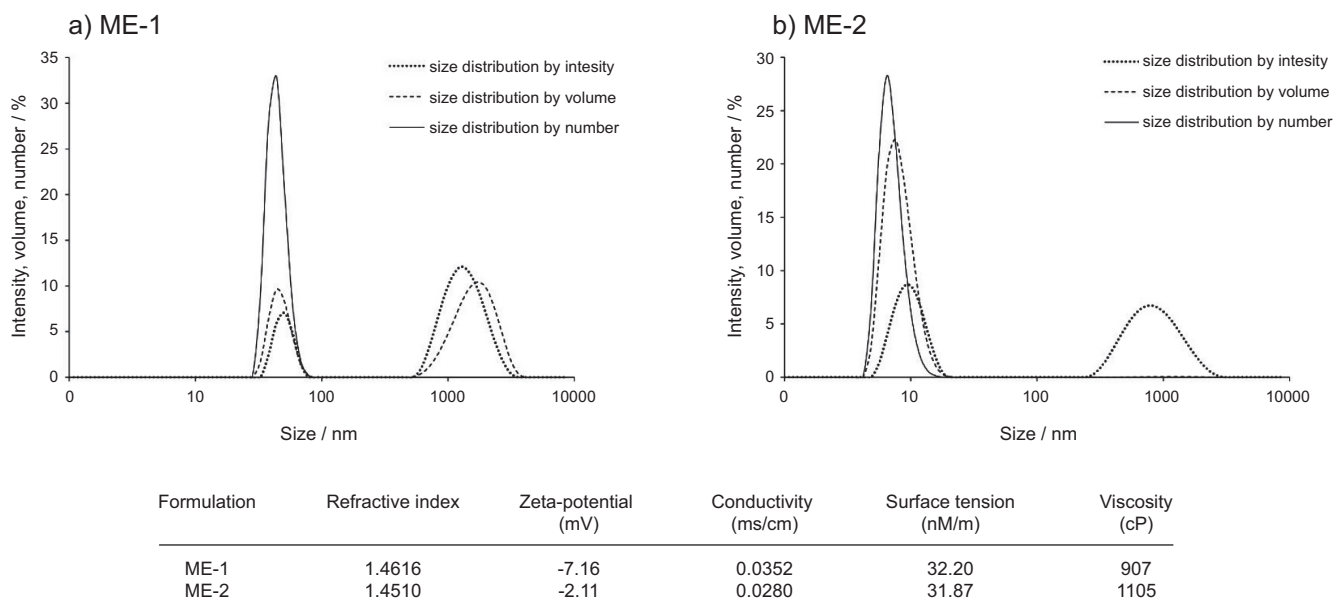 a) ME-1
35
30
25
20
15
10
5
0
Intensity, volume, number / %
size distribution by intesity
size distribution by volume
size distribution by number
0 10 100 1000 10000
Size / nm
b) ME-2
30
25
20
15
10
5
0
Intensity, volume, number / %
size distribution by intesity
size distribution by volume
size distribution by number
0 10 100 1000 10000
Size / nm
Formulation Refractive index Zeta-potential Conductivity Surface tension Viscosity
(mV) (ms/cm) (nM/m) (cP)
ME-1 1.4616 -7.16 0.0352 32.20 907
ME-2 1.4510 -2.11 0.0280 31.87 1105